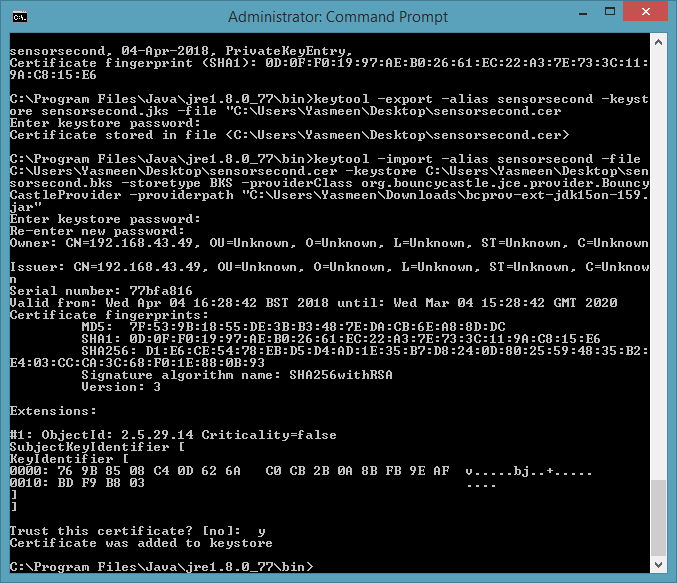 Administrator: Command Prompt
sensorsecond, 04-Apr-2018, PrivateKeyEntry,
Certificate fingerprint (SHA1): 0D:0F:F0:19:97:AE:B0:26:61:EC:22:A3:7E:73:3C:11:
9A:C8:15:E6
C:\Program Files\Java\jre1.8.0_77\bin>keytool -export -alias sensorsecond -keyst
ore sensorsecond.jks -file "C:\Users\Yasmeen\Desktop\sensorsecond.cer
Enter keystore password:
Certificate stored in file <C:\Users\Yasmeen\Desktop\sensorsecond.cer>
C:\Program Files\Java\jre1.8.0_77\bin>keytool -import -alias sensorsecond -file
C:\Users\Yasmeen\Desktop\sensorsecond.cer -keystore C:\Users\Yasmeen\Desktop\sen
sorsecond.bks -storetype BKS -providerClass org.bouncycastle.jce.provider.Bouncy
CastleProvider -providerpath "C:\Users\Yasmeen\Downloads\bcprov-ext-jdk15on-159.
jar"
Enter keystore password:
Re-enter new password:
Owner: CN=192.168.43.49, OU=Unknown, O=Unknown, L=Unknown, ST=Unknown, C=Unknown
Issuer: CN=192.168.43.49, OU=Unknown, O=Unknown, L=Unknown, ST=Unknown, C=Unknow
n
Serial number: 77bfa816
Valid from: Wed Apr 04 16:28:42 BST 2018 until: Wed Mar 04 15:28:42 GMT 2020
Certificate fingerprints:
MD5: 7F:53:9B:18:55:DE:3B:B3:48:7E:DA:CB:6E:A8:8D:DC
SHA1: 0D:0F:F0:19:97:AE:B0:26:61:EC:22:A3:7E:73:3C:11:9A:C8:15:E6
SHA256: D1:E6:CE:54:78:EB:D5:D4:AD:1E:35:B7:D8:24:0D:80:25:59:48:35:B2:
E4:03:CC:CA:3C:68:F0:1E:88:0B:93
Signature algorithm name: SHA256withRSA
Version: 3
Extensions:
#1: ObjectId: 2.5.29.14 Criticality=false
SubjectKeyIdentifier [
KeyIdentifier [
0000: 76 9B 85 08 C4 0D 62 6A C0 CB 2B 0A 8B FB 9E AF v.....bj..+.....
0010: BD F9 B8 03 ....
]
]
Trust this certificate? [no]: y
Certificate was added to keystore
C:\Program Files\Java\jre1.8.0_77\bin>